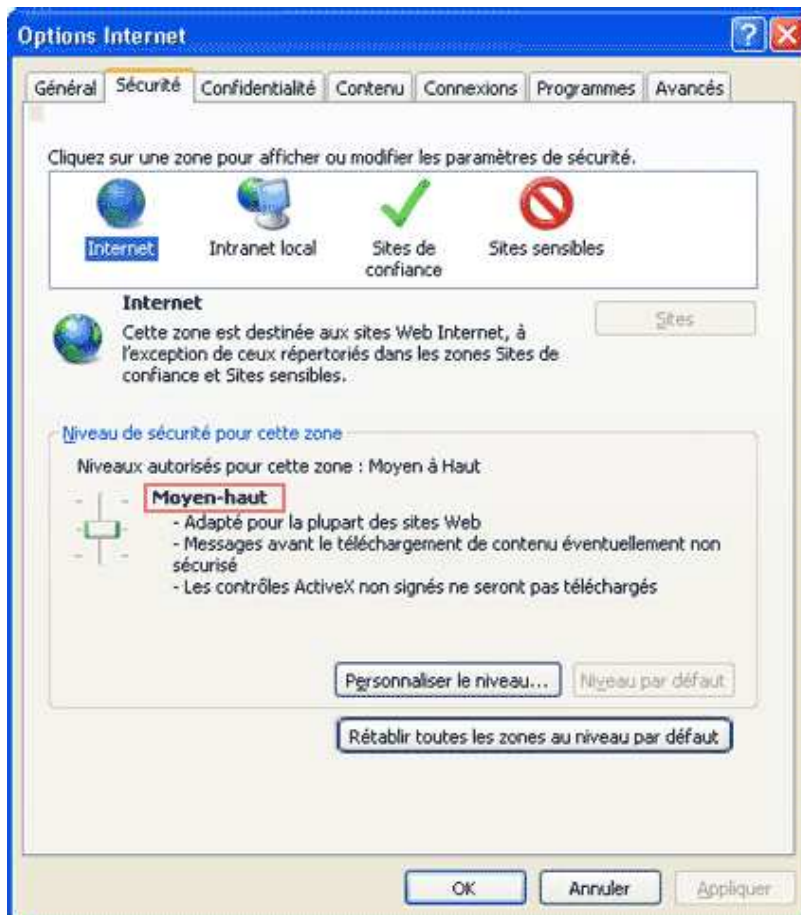 Options Internet
Général Sécurité Confidentialité Contenu Connexions Programmes Avancés
Cliquez sur une zone pour afficher ou modifier les paramètres de sécurité.
Internet Intranet local Sites de confiance Sites sensibles
Internet
Sites
Cette zone est destinée aux sites Web Internet, à
l'exception de ceux répertoriés dans les zones Sites de
confiance et Sites sensibles.
Niveau de sécurité pour cette zone
Niveaux autorisés pour cette zone : Moyen à Haut
Moyen-haut
- Adapté pour la plupart des sites Web
- Messages avant le téléchargement de contenu éventuellement non
sécurisé
- Les contrôles ActiveX non signés ne seront pas téléchargés
Personnaliser le niveau... Niveau par défaut
Rétablir toutes les zones au niveau par défaut
OK Annuler Appliquer